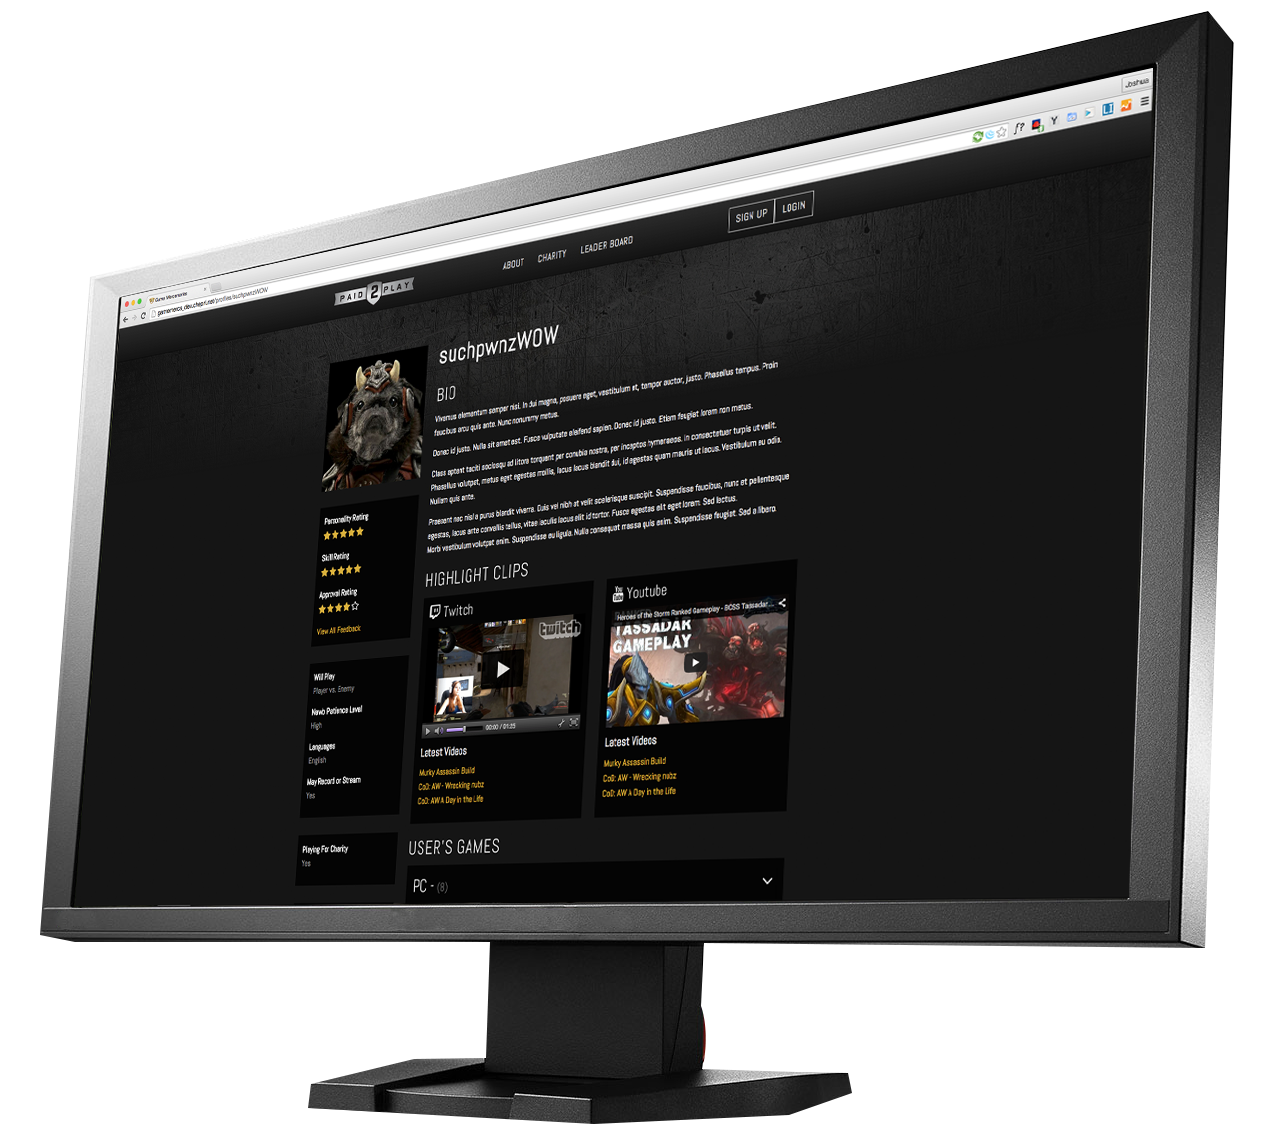 Joshua
Game Mercenaries
gamemercs_dev.chepri.net/profiles/suchpwnzWOW
SIGN UP
LOGIN
ABOUT
CHARITY
LEADER BOARD
PAID 2 PLAY
suchpwnzWOW
BIO
Vivamus elementum semper nisi. In dui magna, posuere eget, vestibulum et, tempor auctor, justo. Phasellus tempus. Proin
faucibus arcu quis ante. Nunc nonummy metus.
Donec id justo. Nulla sit amet est. Fusce vulputate eleifend sapien. Donec id justo. Etiam feugiat lorem non metus.
Class aptent taciti sociosqu ad litora torquent per conubia nostra, per inceptos hymenaeos. In consectetuer turpis ut velit.
Phasellus volutpat, metus eget egestas mollis, lacus lacus blandit dui, id egestas quam mauris ut lacus. Vestibulum eu odio.
Nullam quis ante.
Praesent nec nisl a purus blandit viverra. Duis vel nibh at velit scelerisque suscipit. Suspendisse faucibus, nunc et pellentesque
egestas, lacus ante convallis tellus, vitae iaculis lacus elit id tortor. Fusce egestas elit eget lorem. Sed lectus.
Morbi vestibulum volutpat enim. Suspendisse eu ligula. Nulla consequat massa quis enim. Suspendisse feugiat. Sed a libero.
Personality Rating
Skill Rating
Approval Rating
View All Feedback
Will Play
Player vs. Enemy
Newb Patience Level
High
Languages
English
May Record or Stream
Yes
Playing For Charity
Yes
HIGHLIGHT CLIPS
Twitch
twitch
00:00 / 01:55
Latest Videos
Murky Assassin Build
CoD: AW - Wrecking nubz
CoD: AW A Day in the Life
You Tube
Youtube
Heroes of the Storm Ranked Gameplay - BCSS Tassadar...
RANKED
TASSADAR
GAMEPLAY
Latest Videos
Murky Assassin Build
CoD: AW - Wrecking nubz
CoD: AW A Day in the Life
USER'S GAMES
PC - (8)